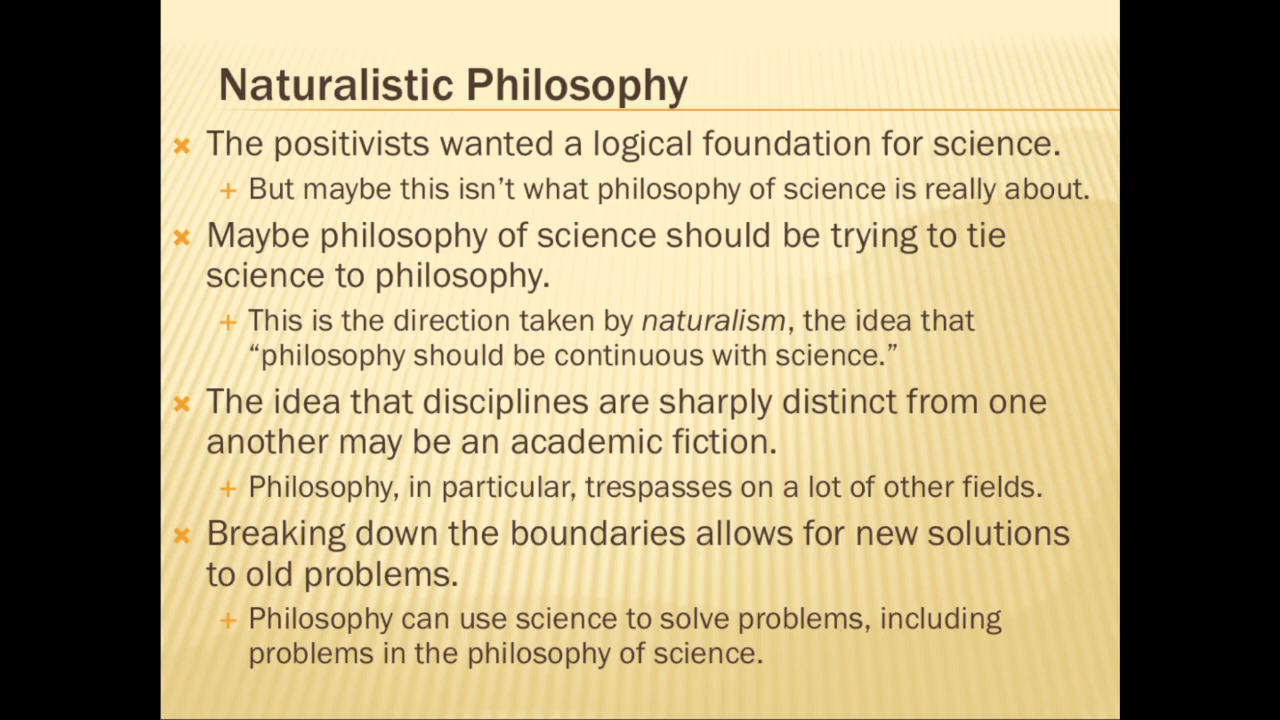 Naturalistic Philosophy
The positivists wanted a logical foundation for science.
But maybe this isn’t what philosophy of science is really about.
Maybe philosophy of science should be trying to tie
science to philosophy.
This is the direction taken by naturalism, the idea that
“philosophy should be continuous with science.”
The idea that disciplines are sharply distinct from one
another may be an academic fiction.
Philosophy, in particular, trespasses on a lot of other fields.
Breaking down the boundaries allows for new solutions
to old problems.
Philosophy can use science to solve problems, including
problems in the philosophy of science.